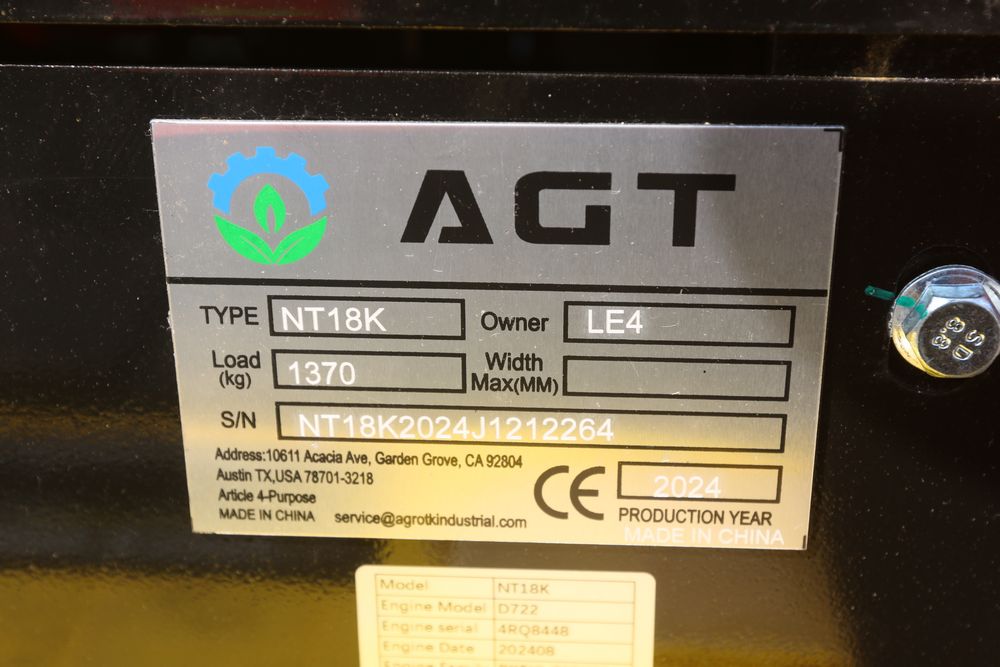 AGT
TYPE NT18K Owner LE4
Load (kg) 1370 Width Max(MM)
S/N NT18K2024J1212264
Address:10611 Acacia Ave, Garden Grove, CA 92804
Austin TX,USA 78701-3218
Article 4-Purpose
MADE IN CHINA service@agrotkindustrial.com
CE 2024
PRODUCTION YEAR
MADE IN CHINA
SD 8.8
Model NT18K
Engine Model D722
Engine serial 4RQ8448
Engine Date 202408